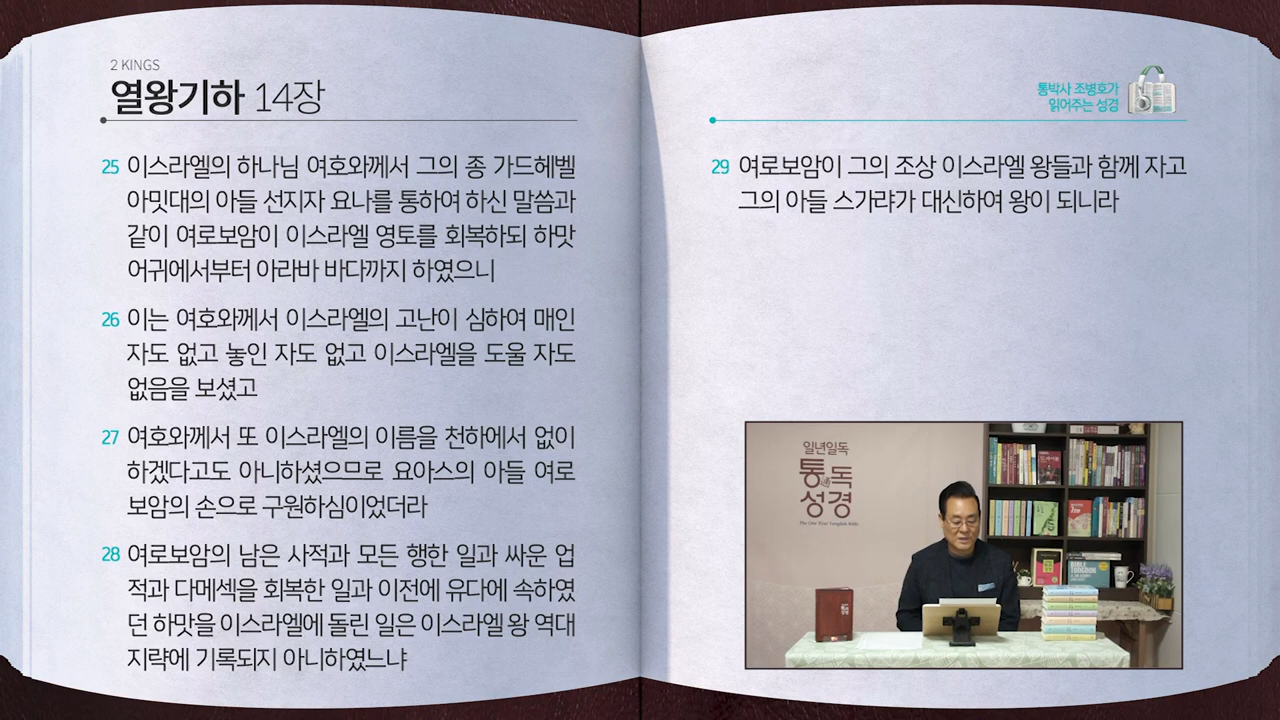 2 KINGS
열왕기하 14장
25 이스라엘의 하나님 여호와께서 그의 종 가드헤벨
아밋대의 아들 선지자 요나를 통하여 하신 말씀과
같이 여로보암이 이스라엘 영토를 회복하되 하맛
어귀에서부터 아라바 바다까지 하였으니
26 이는 여호와께서 이스라엘의 고난이 심하여 매인
자도 없고 놓인 자도 없고 이스라엘을 도울 자도
없음을 보셨고
27 여호와께서 또 이스라엘의 이름을 천하에서 없이
하겠다고도 아니하셨으므로 요아스의 아들 여로
보암의 손으로 구원하심이었더라
28 여로보암의 남은 사적과 모든 행한 일과 싸운 업
적과 다메섹을 회복한 일과 이전에 유다에 속하였
던 하맛을 이스라엘에 돌린 일은 이스라엘 왕 역대
지략에 기록되지 아니하였느냐
통박사 조병호가
읽어주는 성경
29 여로보암이 그의 조상 이스라엘 왕들과 함께 자고
그의 아들 스가랴가 대신하여 왕이 되니라
일년일독
통독
성경
The One Year Tongdok Bible
BIBLE
TONGDOK